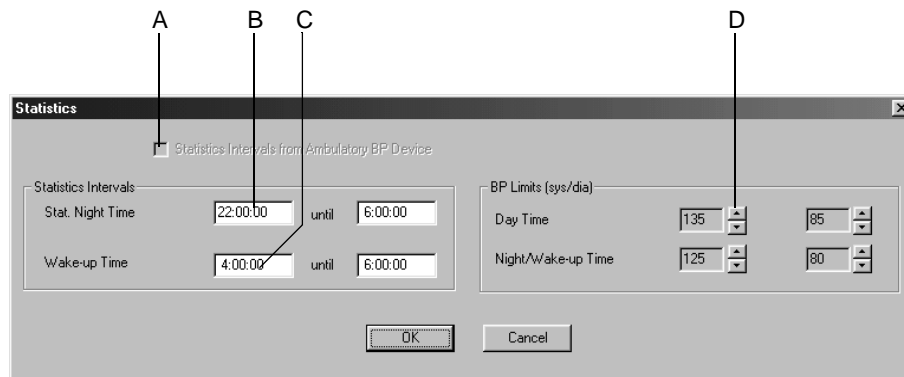 A B C D
Statistics
Statistics Intervals from Ambulatory BP Device
Statistics Intervals
Stat. Night Time 22:00:00 until 6:00:00
Wake-up Time 4:00:00 until 6:00:00
BP Limits (sys/dia)
Day Time 135 85
Night/Wake-up Time 125 80
OK Cancel